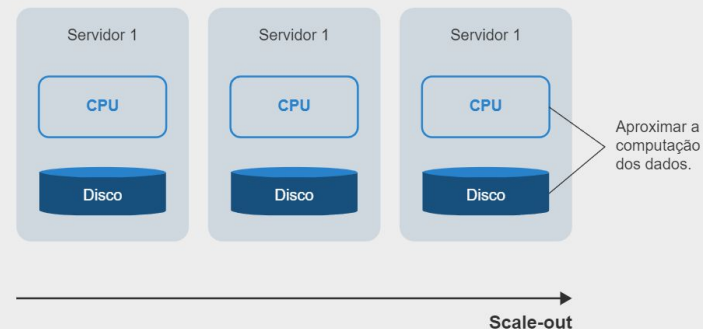 Servidor 1
Servidor 1
Servidor 1
CPU
CPU
CPU
Disco
Disco
Disco
Aproximar a
computação
dos dados.
Scale-out